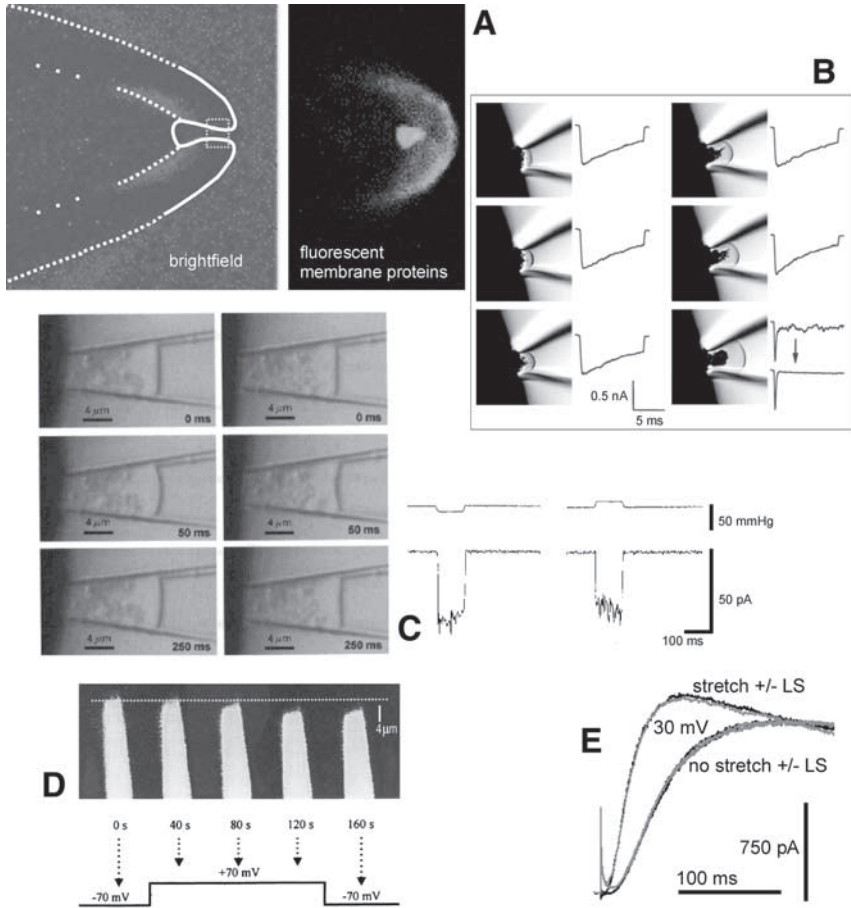 A
brightfield
fluorescent
membrane proteins
B
0.5 nA
5 ms
4 μm
0 ms
4 μm
0 ms
4 μm
50 ms
4 μm
50 ms
4 μm
250 ms
4 μm
250 ms
C
50 mmHg
50 pA
100 ms
D
4μm
0 s 40 s 80 s 120 s 160 s
-70 mV +70 mV -70 mV
E
stretch +/- LS
30 mV
no stretch +/- LS
750 pA
100 ms